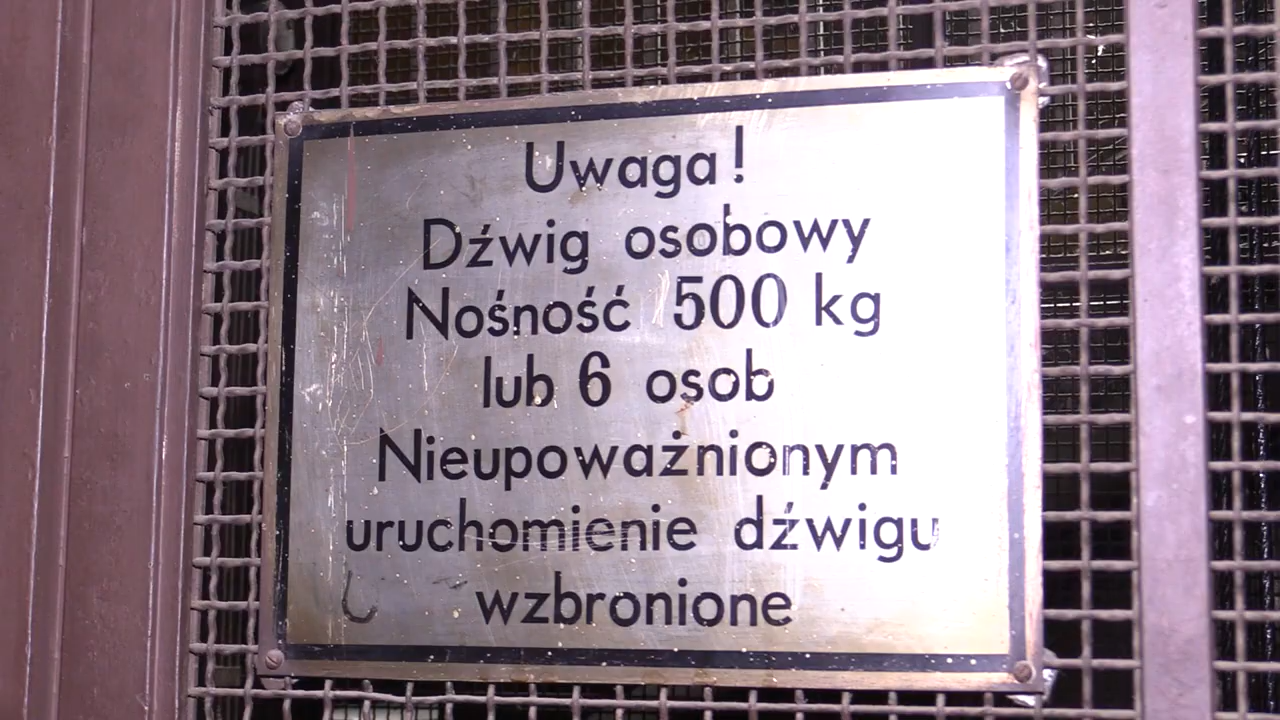 Uwaga!
Dźwig osobowy
Nośność 500 kg
lub 6 osob
Nieupoważnionym
uruchomienie dźwigu
wzbronione